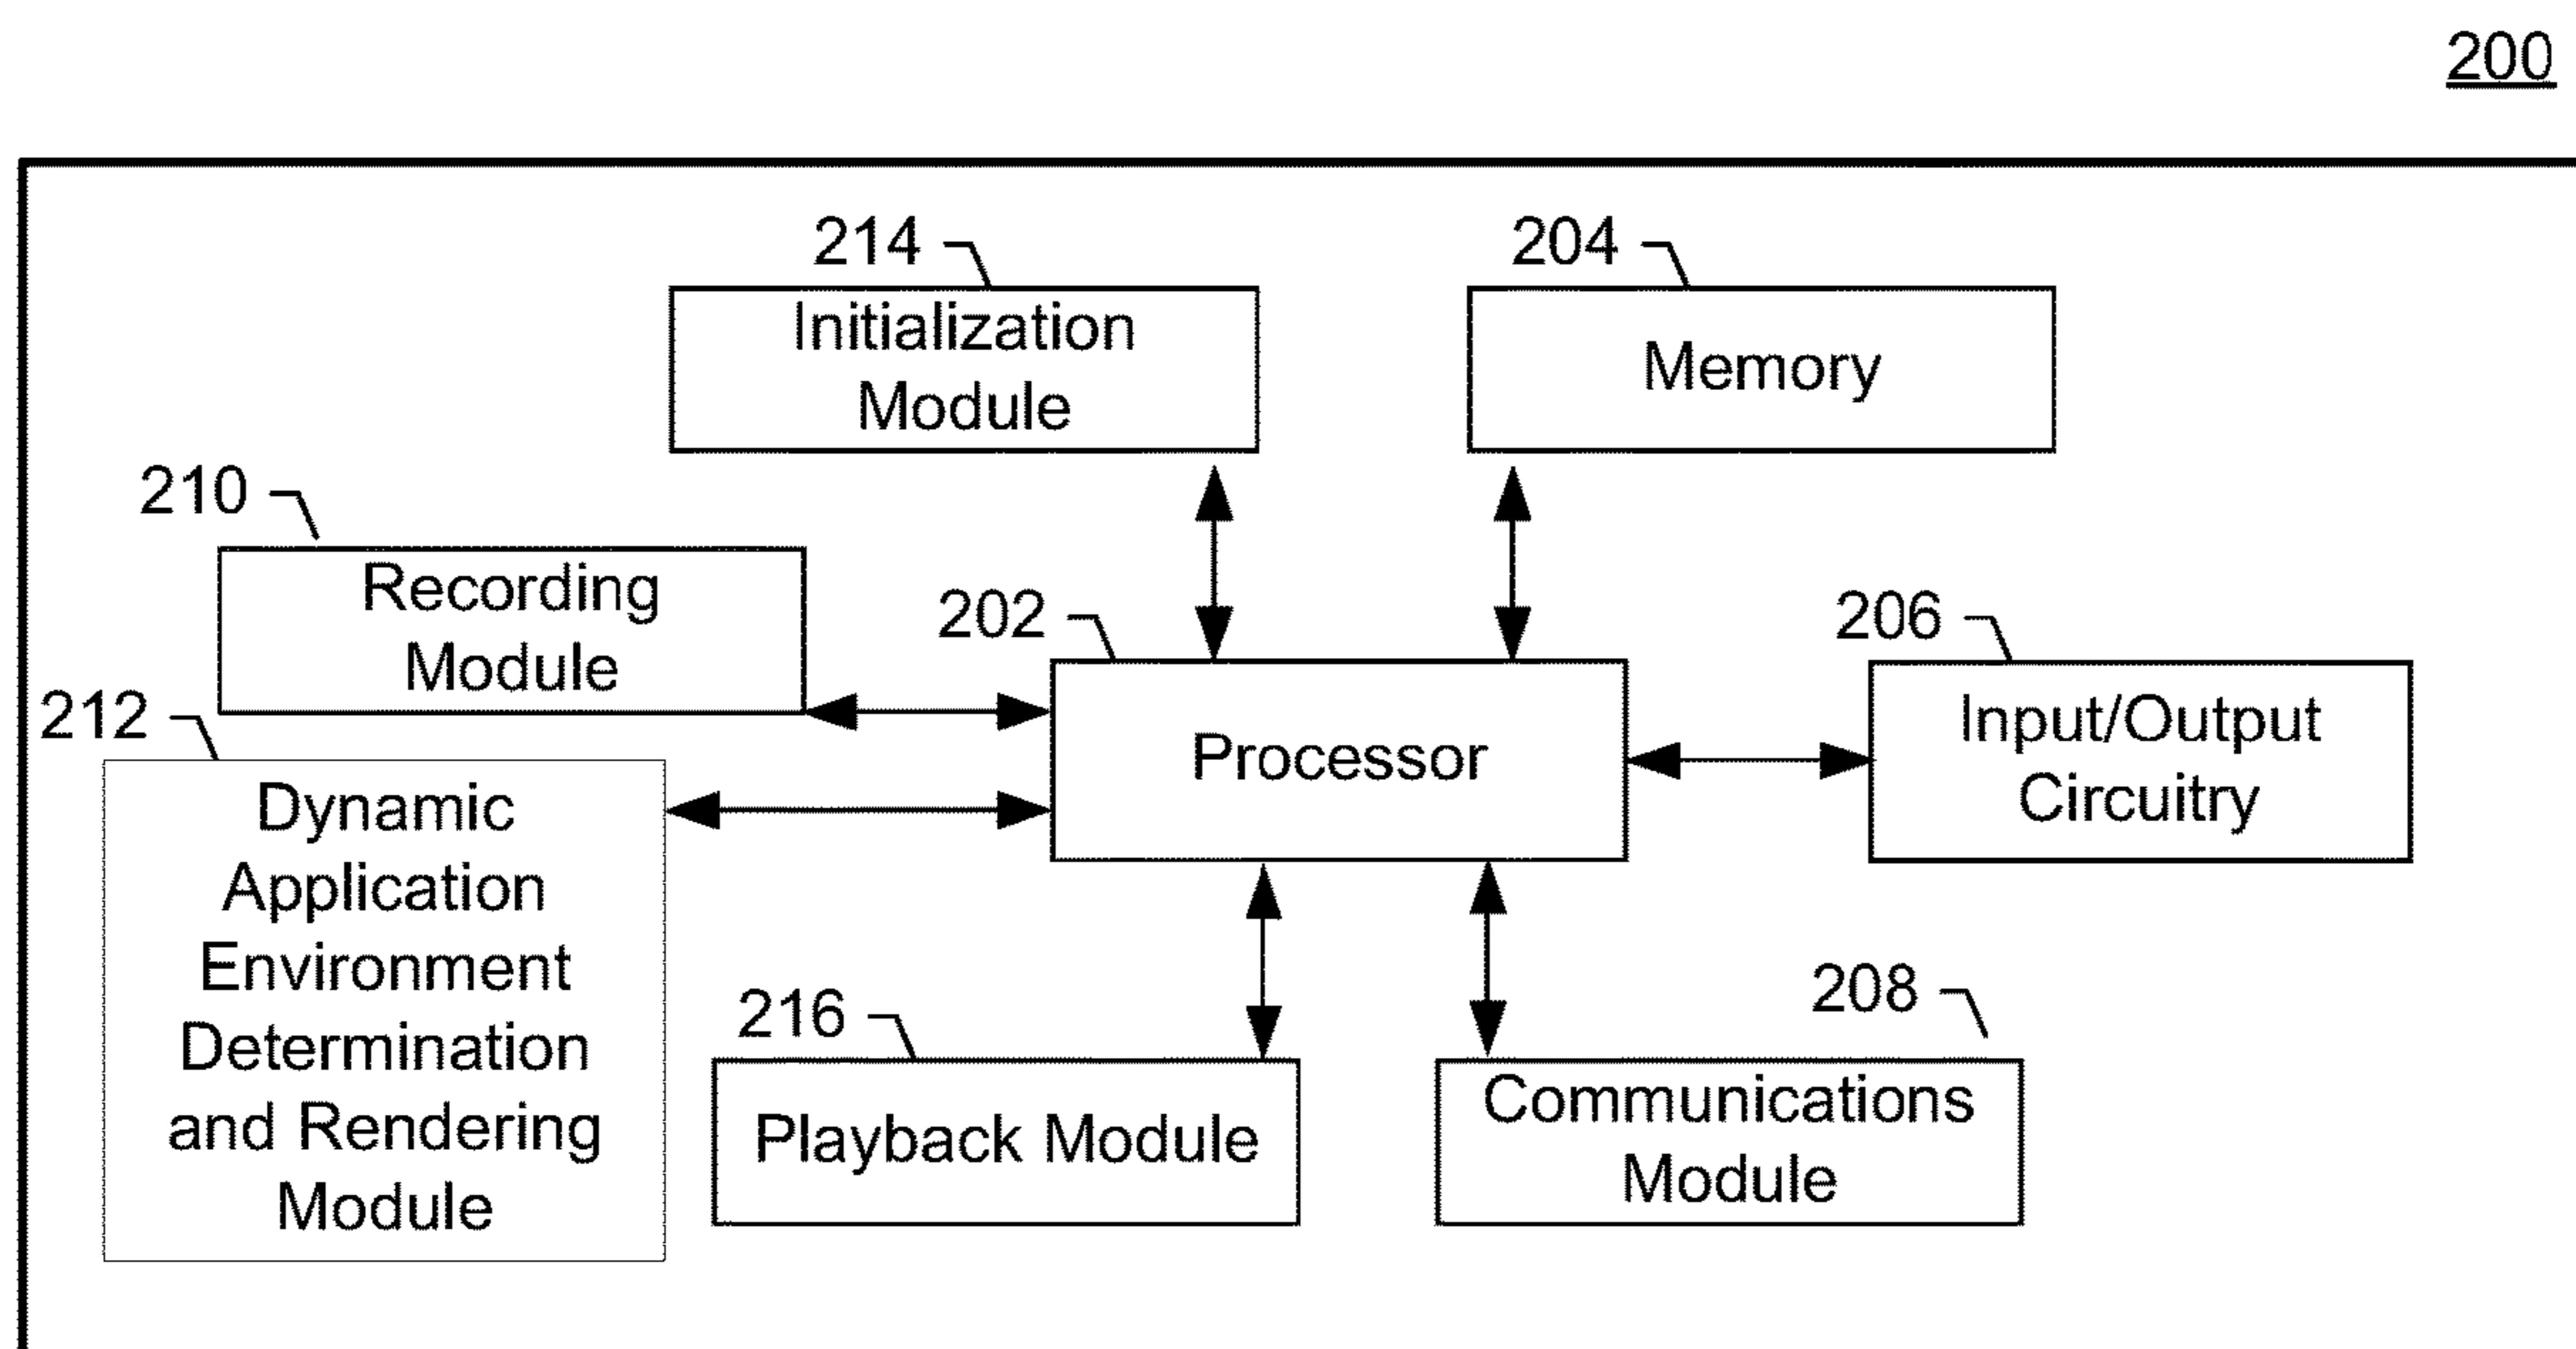 200
214
Initialization
Module
204
Memory
210
Recording
Module
202
Processor
206
Input/Output
Circuitry
212
Dynamic
Application
Environment
Determination
and Rendering
Module
216
Playback Module
208
Communications
Module